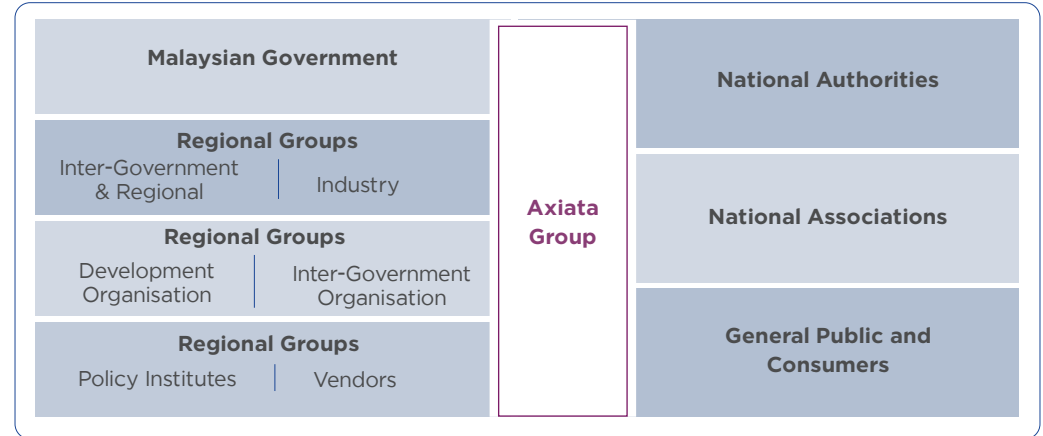 Malaysian Government
Regional Groups
Inter-Government
& Regional
Industry
Regional Groups
Development
Organisation
Inter-Government
Organisation
Regional Groups
Policy Institutes
Vendors
Axiata
Group
National Authorities
National Associations
General Public and
Consumers